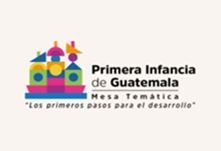 Primera Infancia
de Guatemala
Mesa Temática
"Los primeros pasos para el desarrollo"